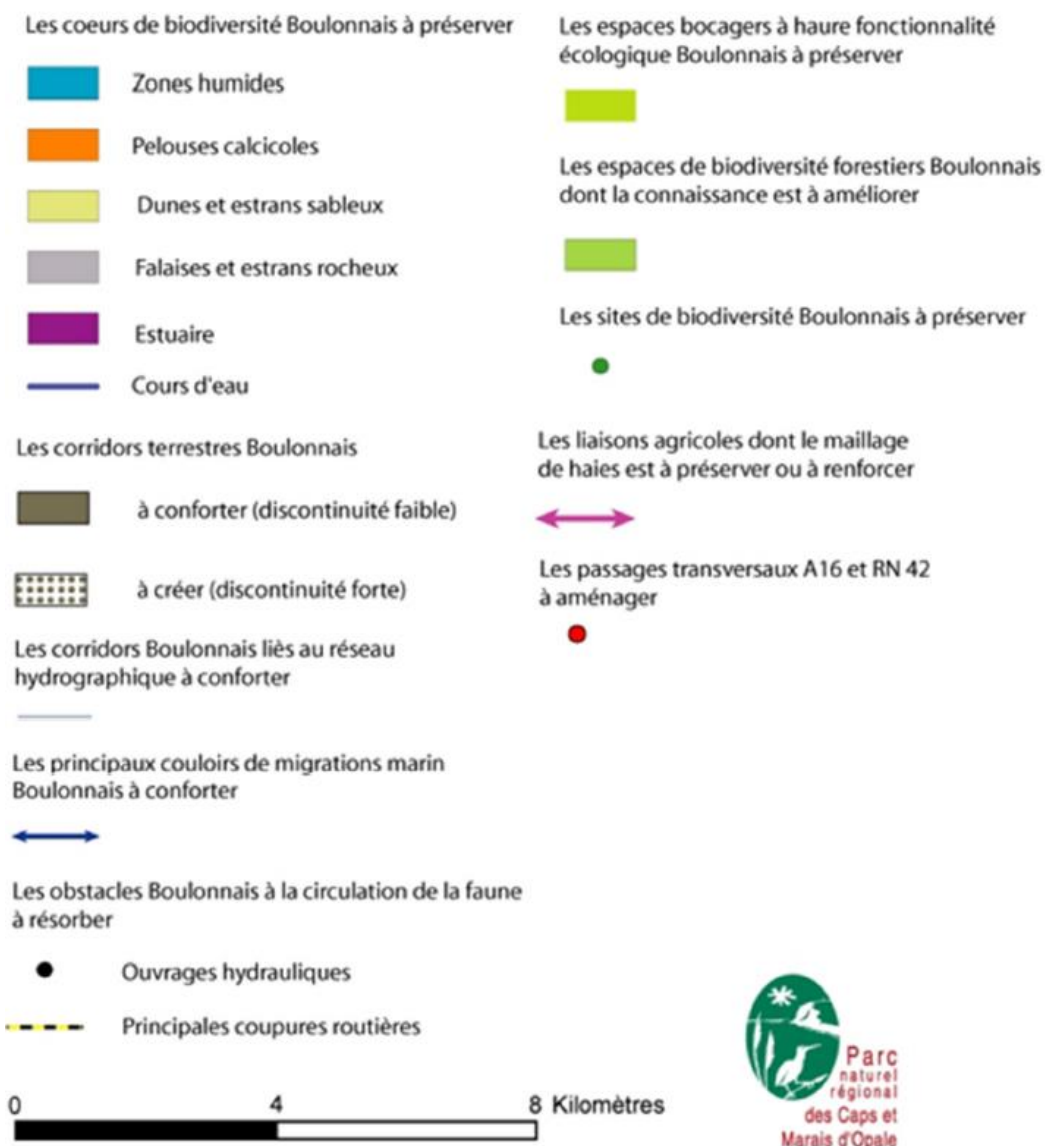 Les coeurs de biodiversité Boulonnais à préserver
Zones humides
Pelouses calcicoles
Dunes et estrans sableux
Falaises et estrans rocheux
Estuaire
Cours d'eau
Les corridors terrestres Boulonnais
à conforter (discontinuité faible)
à créer (discontinuité forte)
Les corridors Boulonnais liés au réseau
hydrographique à conforter
Les principaux couloirs de migrations marin
Boulonnais à conforter
Les obstacles Boulonnais à la circulation de la faune
à résorber
Ouvrages hydrauliques
Principales coupures routières
0 4 8 Kilomètres
Les espaces bocagers à haure fonctionnalité
écologique Boulonnais à préserver
Les espaces de biodiversité forestiers Boulonnais
dont la connaissance est à améliorer
Les sites de biodiversité Boulonnais à préserver
Les liaisons agricoles dont le maillage
de haies est à préserver ou à renforcer
Les passages transversaux A16 et RN 42
à aménager
Parc
naturel
régional
des Caps et
Marais d'Opale